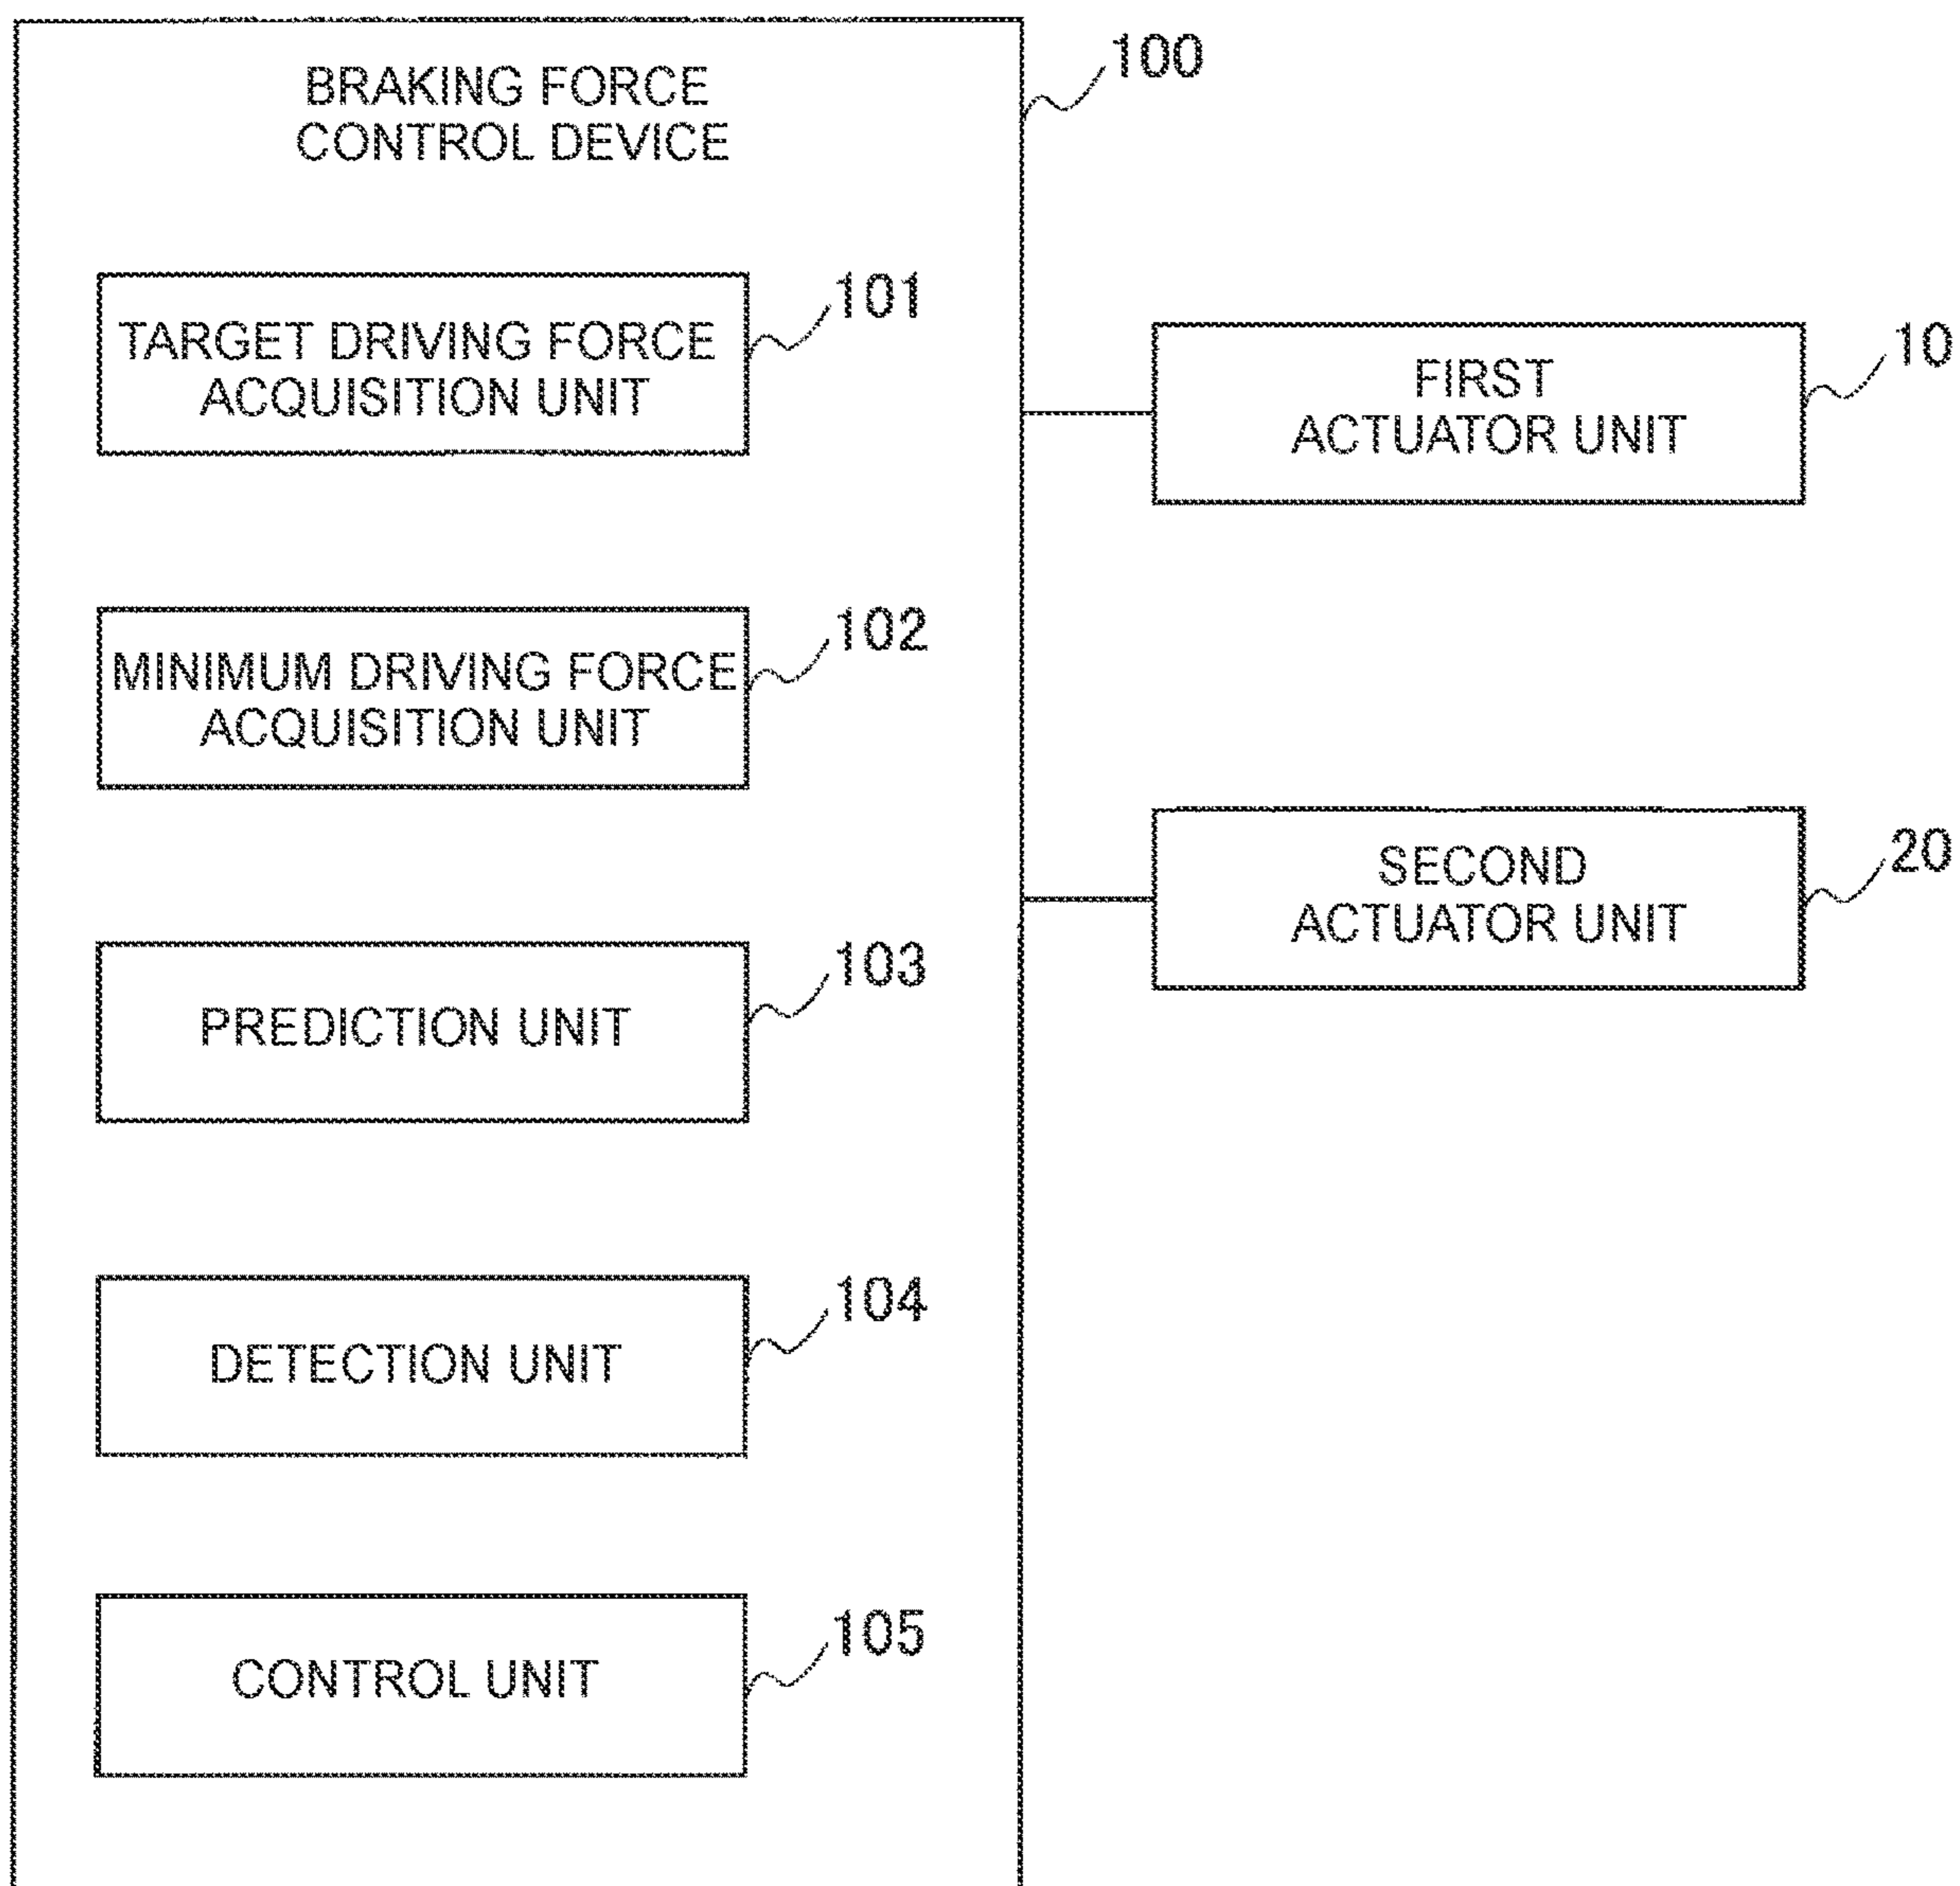 BRAKING FORCE
CONTROL DEVICE
100
TARGET DRIVING FORCE
ACQUISITION UNIT
101
MINIMUM DRIVING FORCE
ACQUISITION UNIT
102
PREDICTION UNIT
103
DETECTION UNIT
104
CONTROL UNIT
105
FIRST
ACTUATOR UNIT
10
SECOND
ACTUATOR UNIT
20